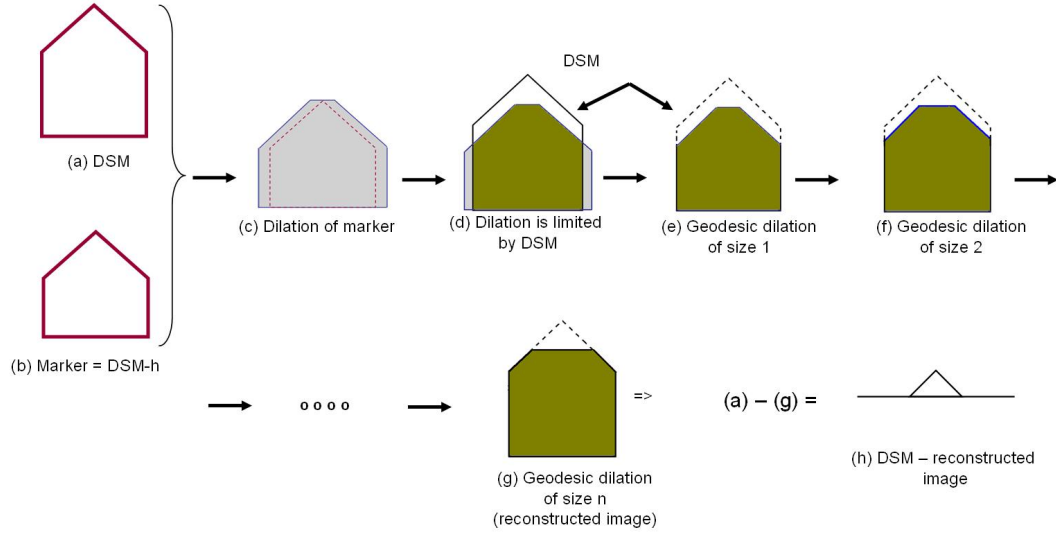 DSM
(a) DSM
(c) Dilation of marker
(d) Dilation is limited
by DSM
(e) Geodesic dilation
of size 1
(f) Geodesic dilation
of size 2
(b) Marker = DSM-h
o o o o
=>
(a) – (g) =
(g) Geodesic dilation
of size n
(reconstructed image)
(h) DSM – reconstructed
image